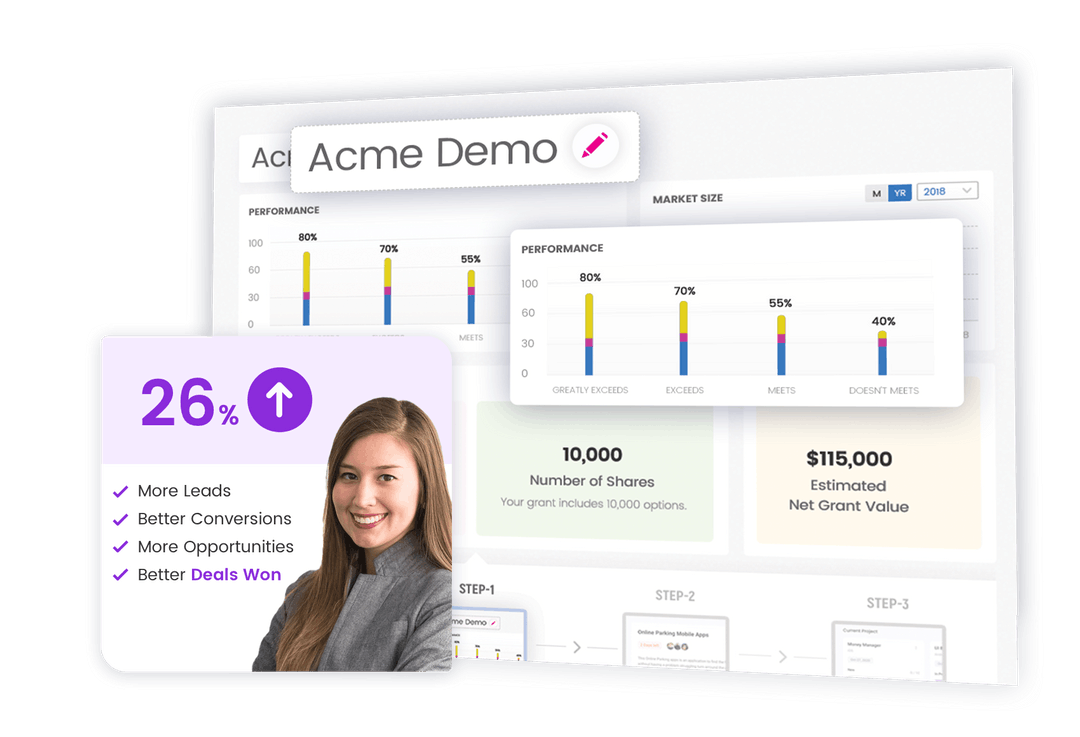 Acme Demo
PERFORMANCE
100
60
30
0
80%
70%
55%
MEETS
MARKET SIZE
M
YR
2018
PERFORMANCE
100
60
30
0
80%
70%
55%
40%
GREATLY EXCEEDS
EXCEEDS
MEETS
DOESN'T MEETS
26%
More Leads
Better Conversions
More Opportunities
Better Deals Won
10,000
Number of Shares
Your grant includes 10,000 options.
$115,000
Estimated
Net Grant Value
STEP-1
STEP-2
STEP-3
Demo
Online Parking Mobile Apps
Current Project
Money Manager